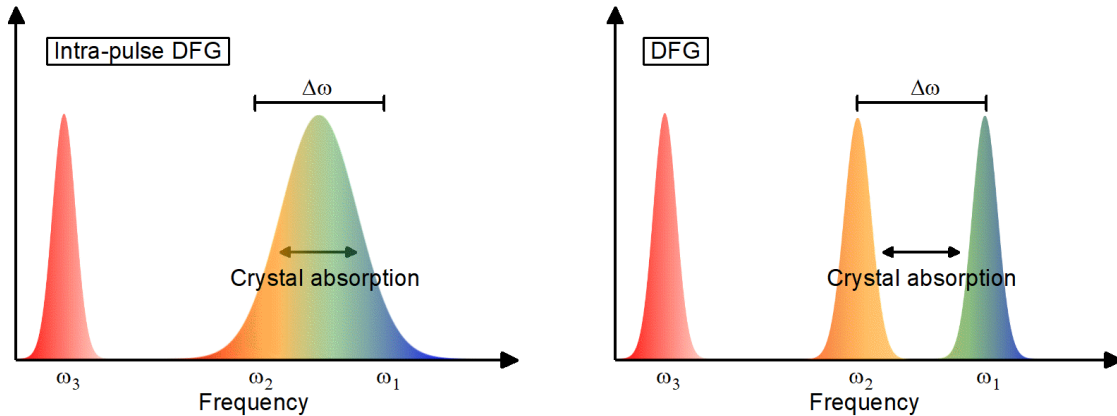 Intra-pulse DFG
Δω
Crystal absorption
ω3
ω2
ω1
Frequency
DFG
Δω
Crystal absorption
ω3
ω2
ω1
Frequency